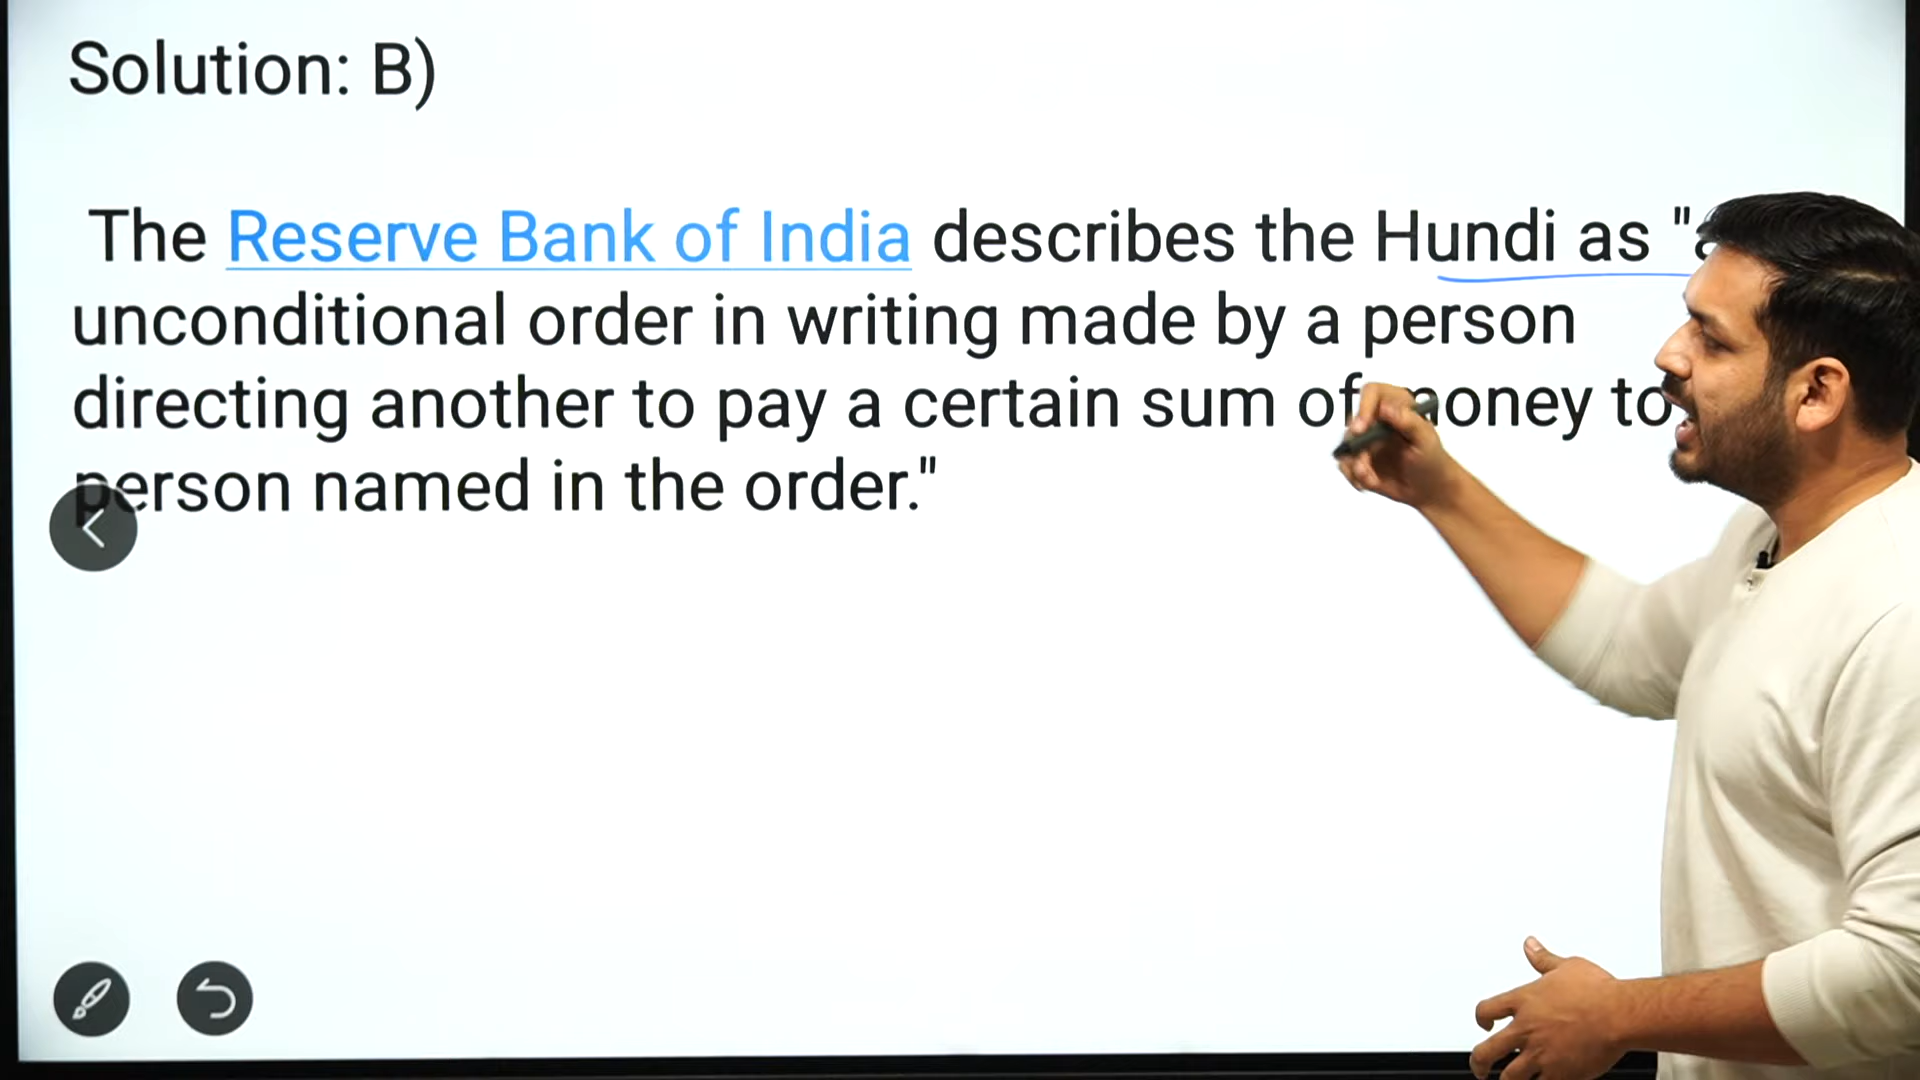 Solution: B)
The Reserve Bank of India describes the Hundi as "
unconditional order in writing made by a person
directing another to pay a certain sum of money to
person named in the order."